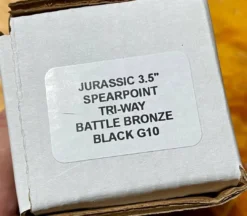 JURASSIC 3.5"
SPEARPOINT
TRI-WAY
BATTLE BRONZE
BLACK G10